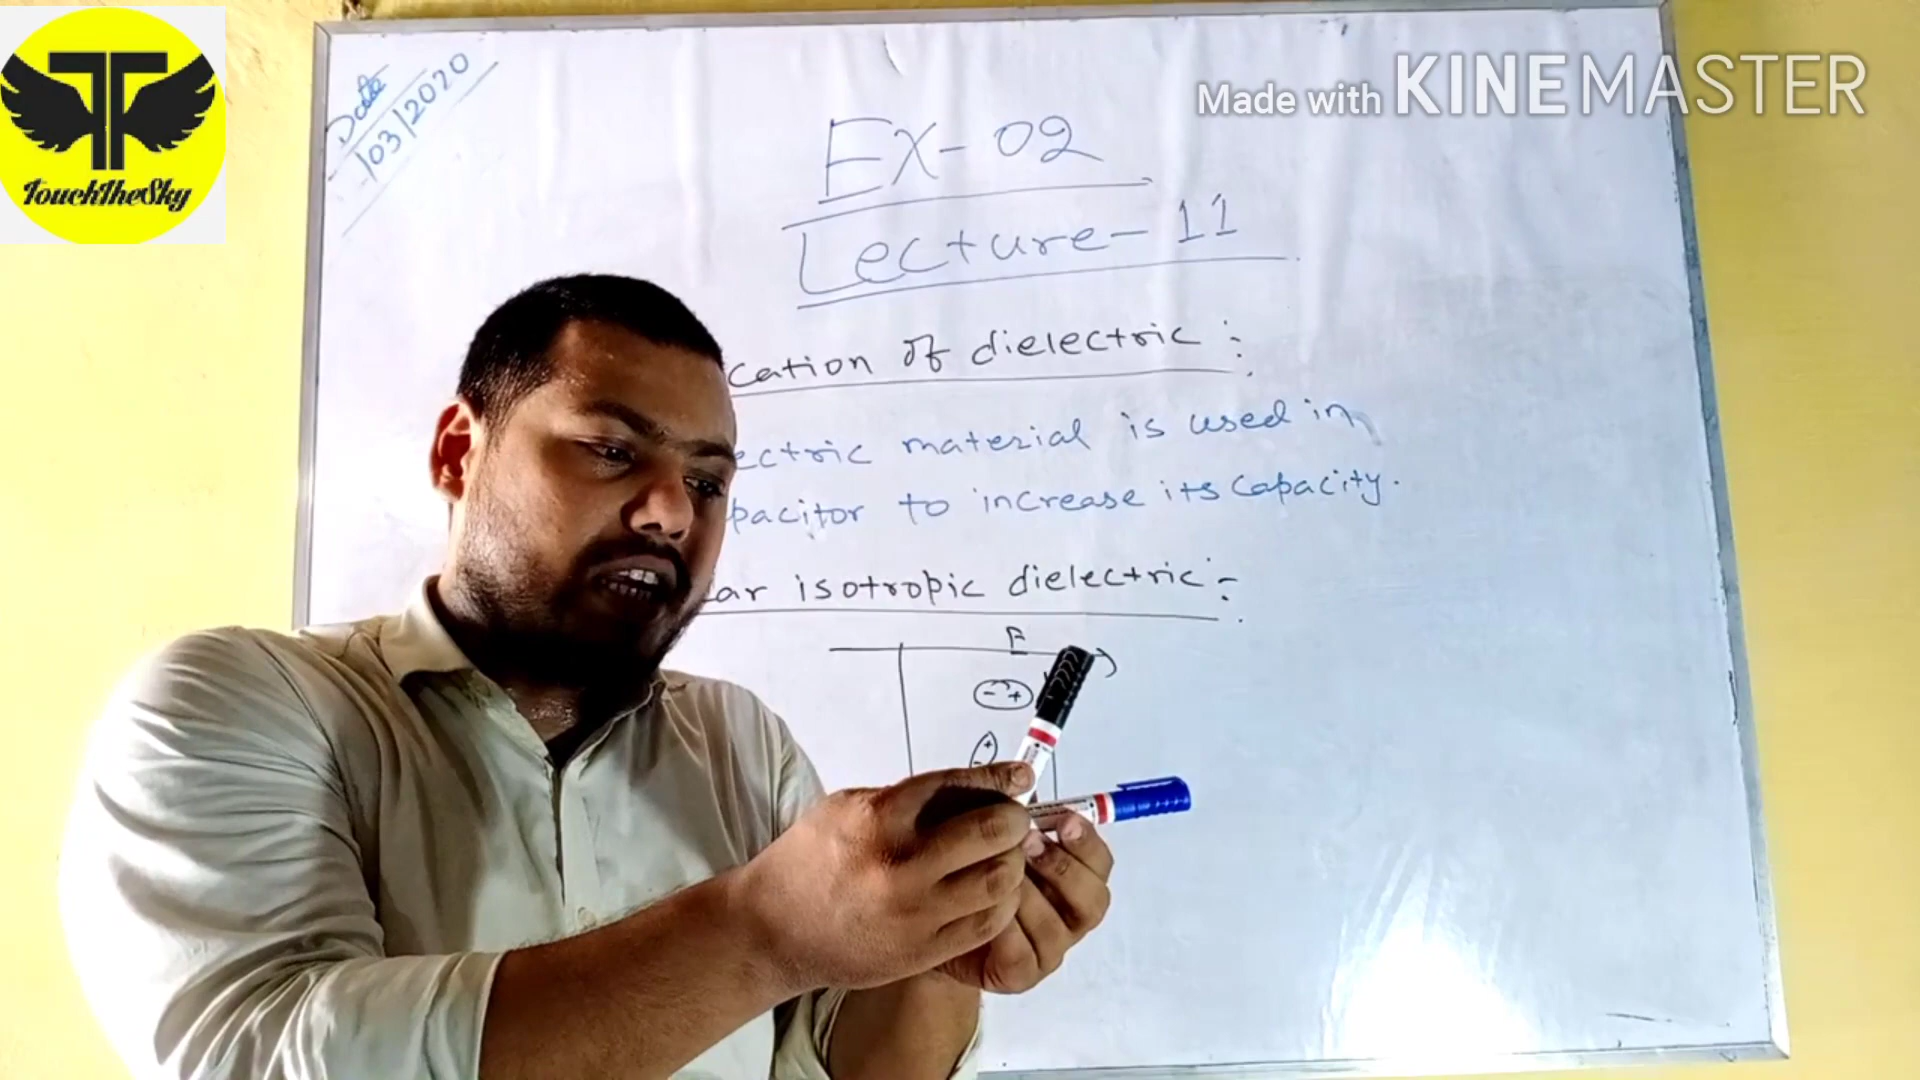 TouchTheSky
Made with KINEMASTER
Date
/03/2020
Ex-02
Lecture-11
cation of dielectric :
ectric material is used in
pacitor to increase its capacity.
ar isotropic dielectric :-
E
- +
+
-